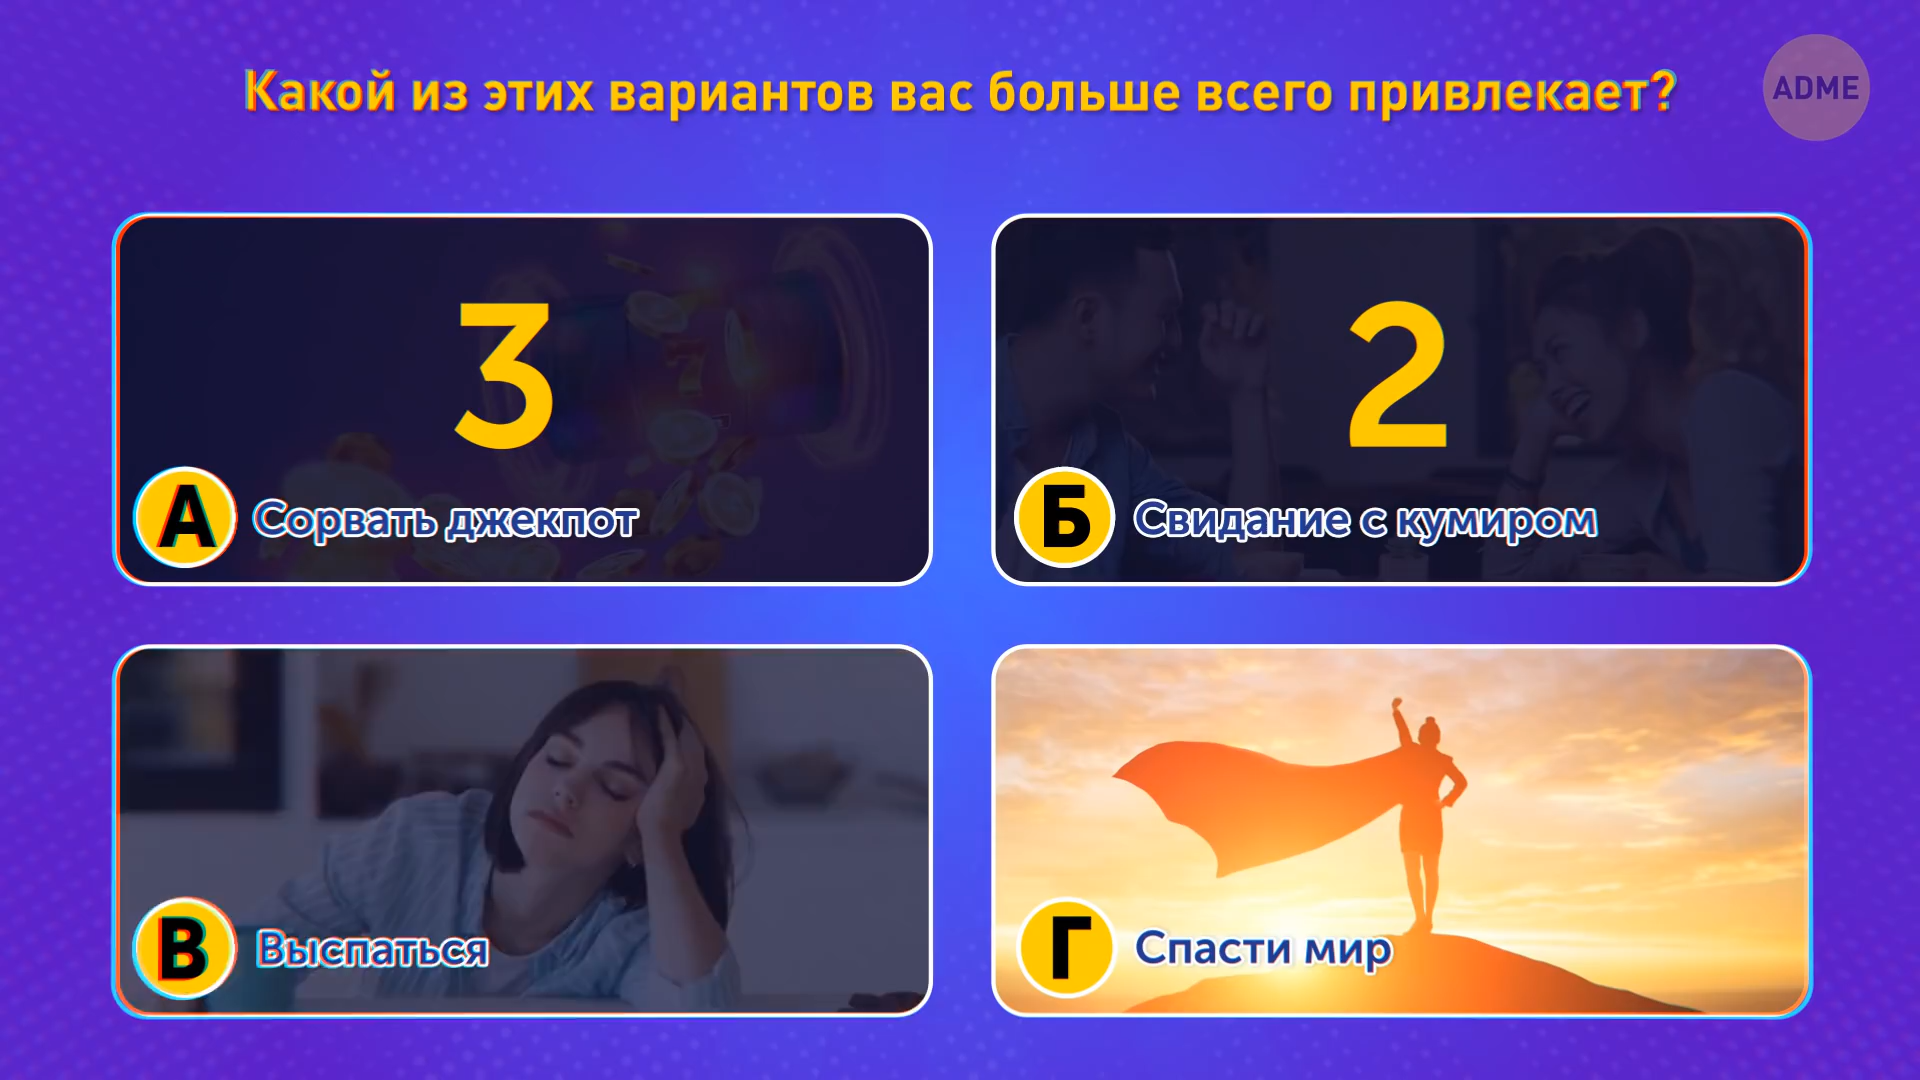 Какой из этих вариантов вас больше всего привлекает?
ADME
3
А Сорвать джекпот
2
Б Свидание с кумиром
В Выспаться
Г Спасти мир